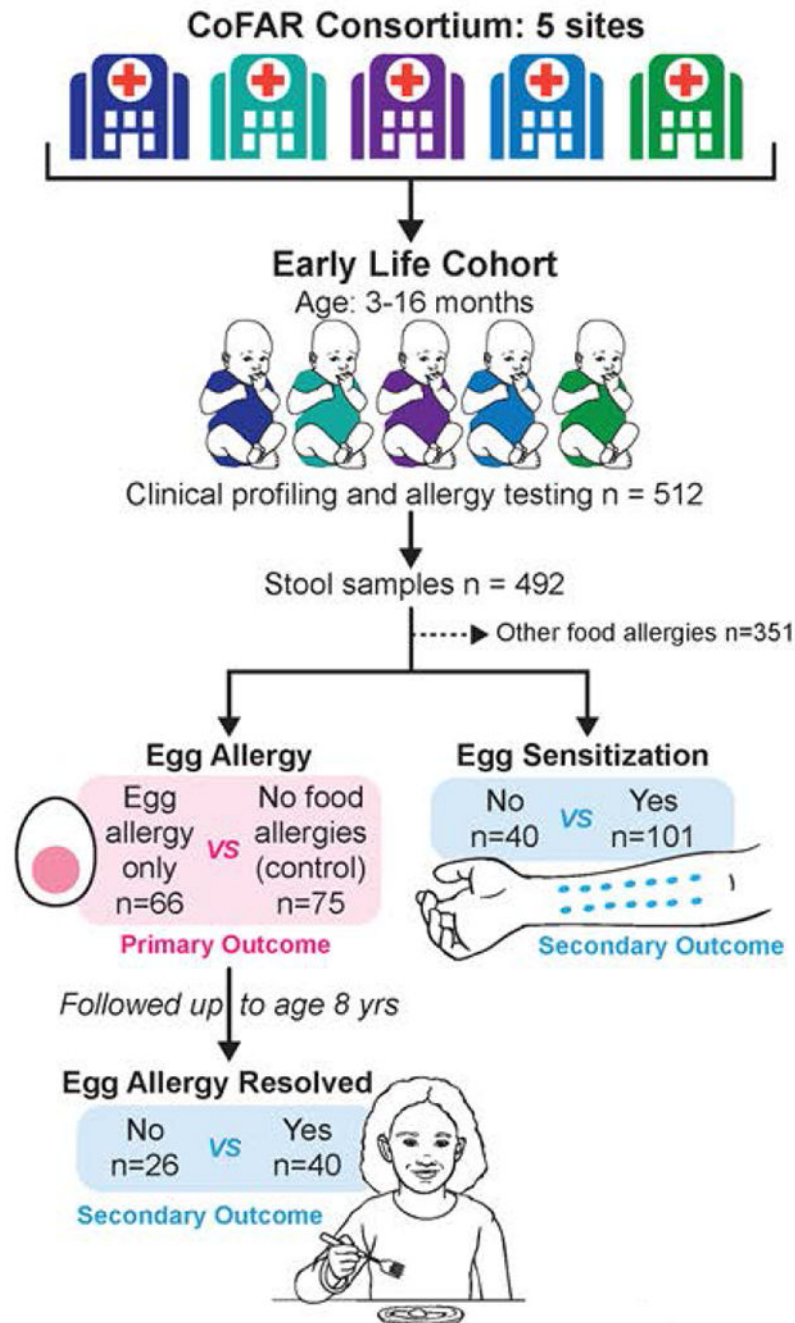 CoFAR Consortium: 5 sites
Early Life Cohort
Age: 3-16 months
Clinical profiling and allergy testing n = 512
Stool samples n = 492
Other food allergies n=351
Egg Allergy
Egg
allergy
only
n=66
VS
No food
allergies
(control)
n=75
Primary Outcome
Egg Sensitization
No
n=40
VS
Yes
n=101
Secondary Outcome
Followed up to age 8 yrs
Egg Allergy Resolved
No
n=26
VS
Yes
n=40
Secondary Outcome